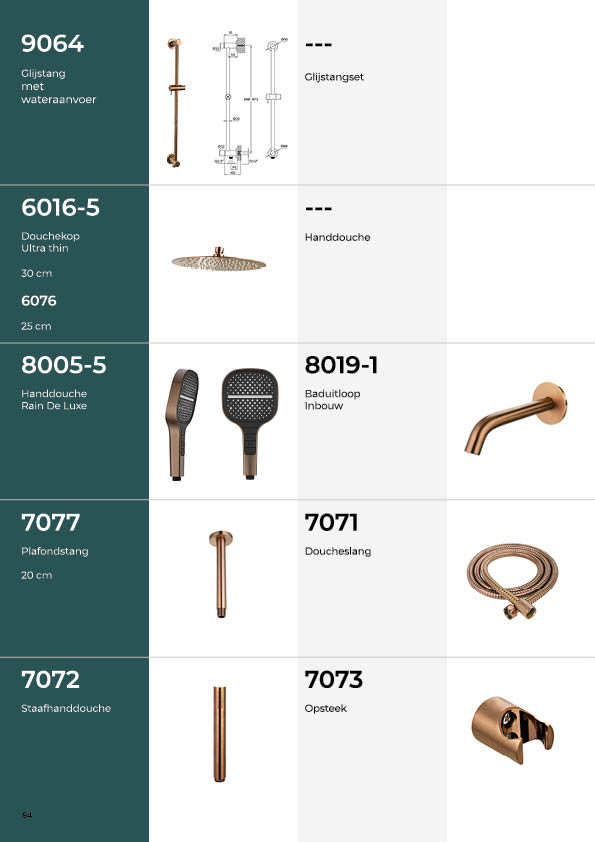 9064
Glijstang
met
wateraanvoer
---
Glijstangset
6016-5
Douchekop
Ultra thin
30 cm
6076
25 cm
---
Handdouche
8005-5
Handdouche
Rain De Luxe
8019-1
Baduitloop
Inbouw
7077
Plafondstang
20 cm
7071
Doucheslang
7072
Staafhanddouche
7073
Opsteek
94